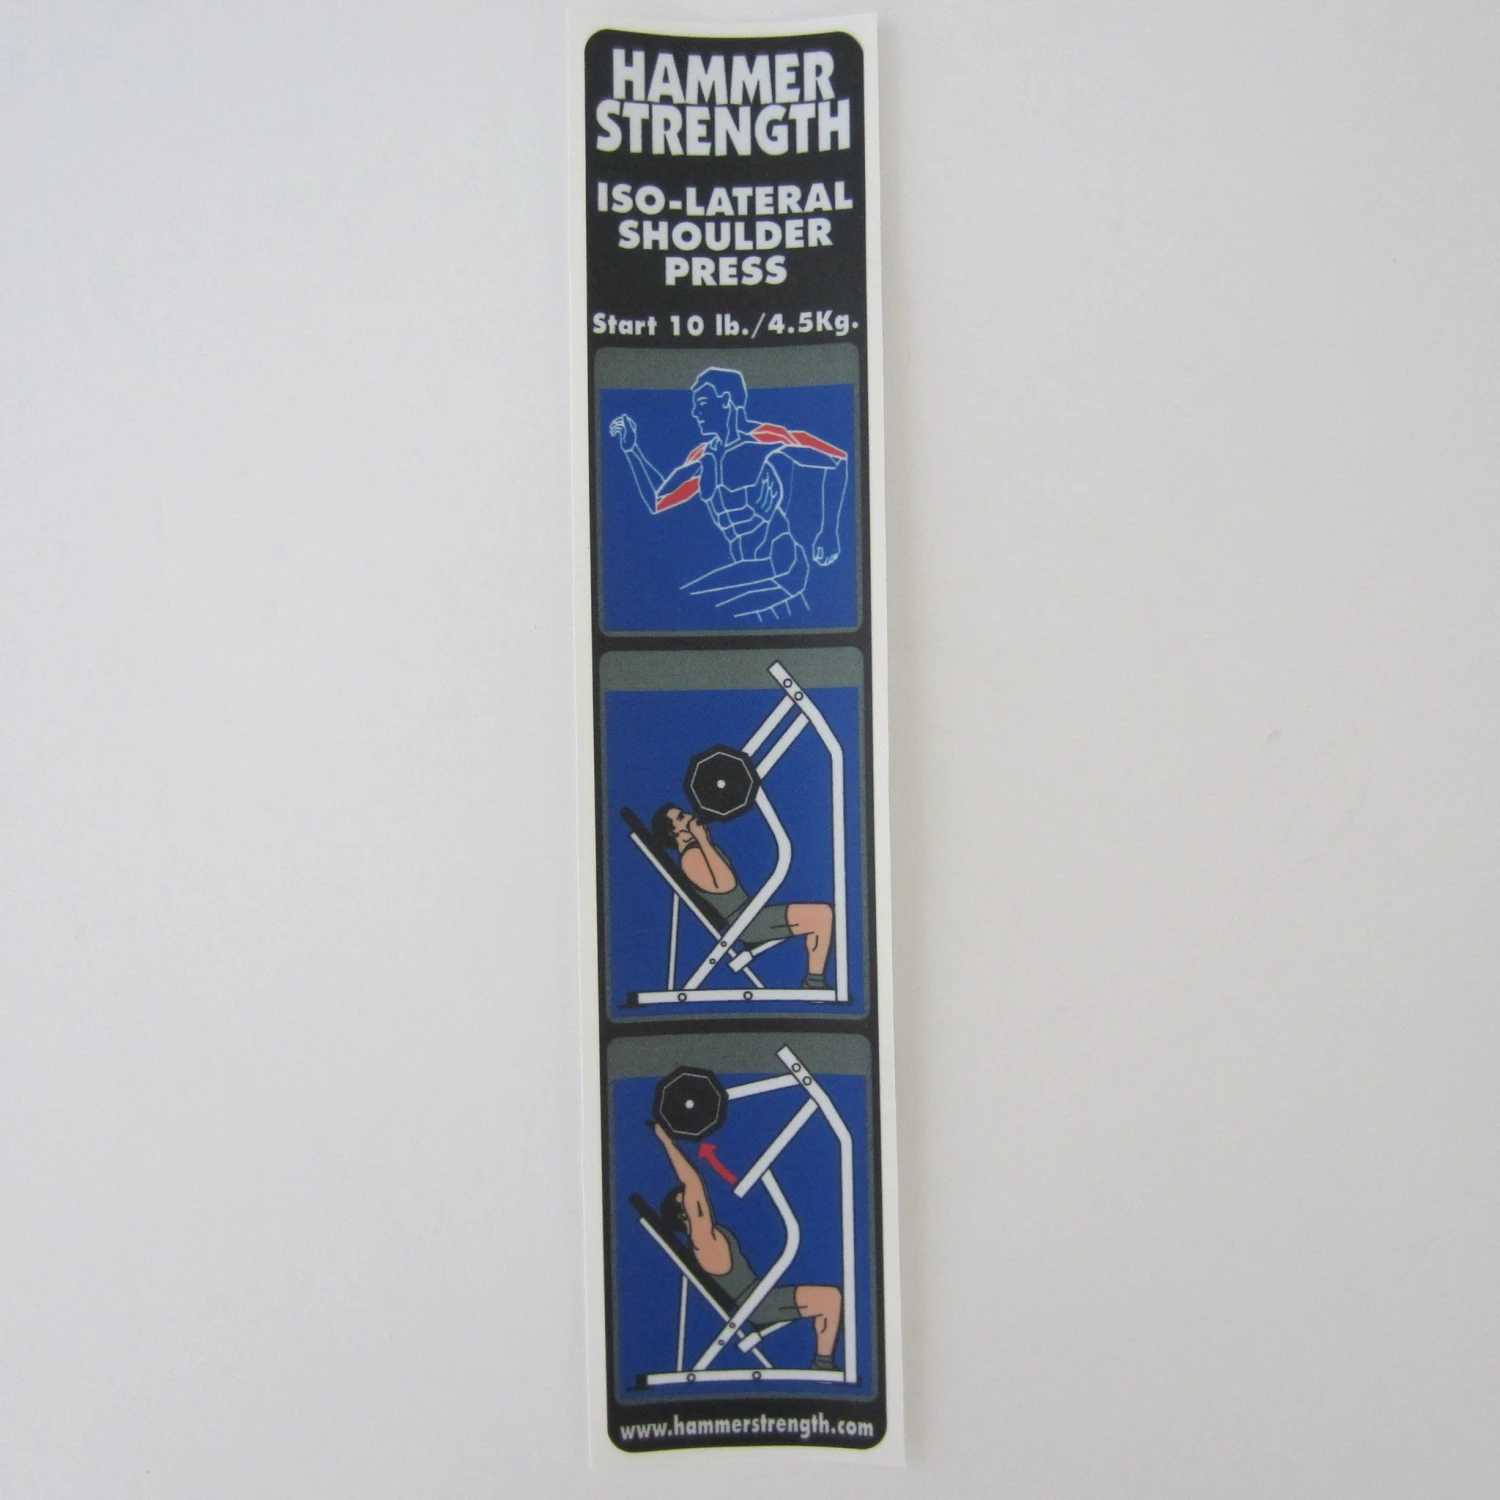 HAMMER
STRENGTH
ISO-LATERAL
SHOULDER
PRESS
Start 10 lb./4.5Kg.
www.hammerstrength.com